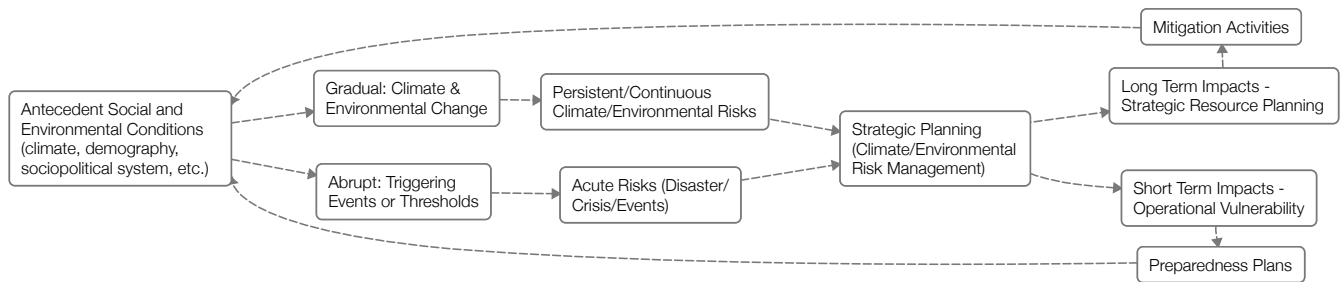 Mitigation Activities
Gradual: Climate &
Environmental Change
Persistent/Continuous
Climate/Environmental Risks
Long Term Impacts -
Strategic Resource Planning
Antecedent Social and
Environmental Conditions
(climate, demography,
sociopolitical system, etc.)
Strategic Planning
(Climate/Environmental
Risk Management)
Abrupt: Triggering
Events or Thresholds
Acute Risks (Disaster/
Crisis/Events)
Short Term Impacts -
Operational Vulnerability
Preparedness Plans